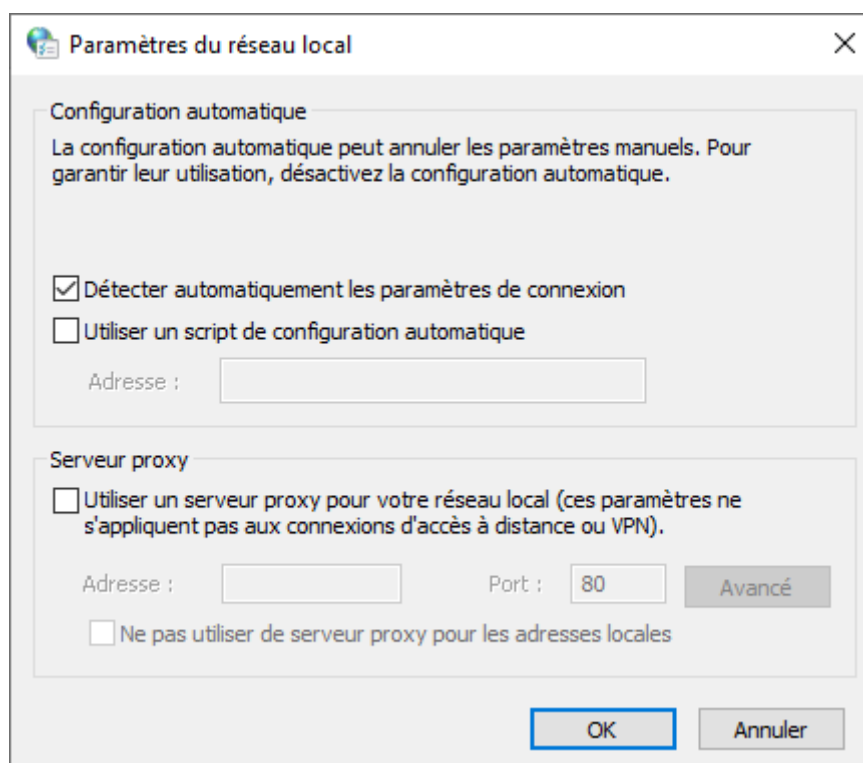 Paramètres du réseau local
Configuration automatique
La configuration automatique peut annuler les paramètres manuels. Pour
garantir leur utilisation, désactivez la configuration automatique.
Détecter automatiquement les paramètres de connexion
Utiliser un script de configuration automatique
Adresse :
Serveur proxy
Utiliser un serveur proxy pour votre réseau local (ces paramètres ne
s'appliquent pas aux connexions d'accès à distance ou VPN).
Adresse : Port : 80 Avancé
Ne pas utiliser de serveur proxy pour les adresses locales
OK Annuler